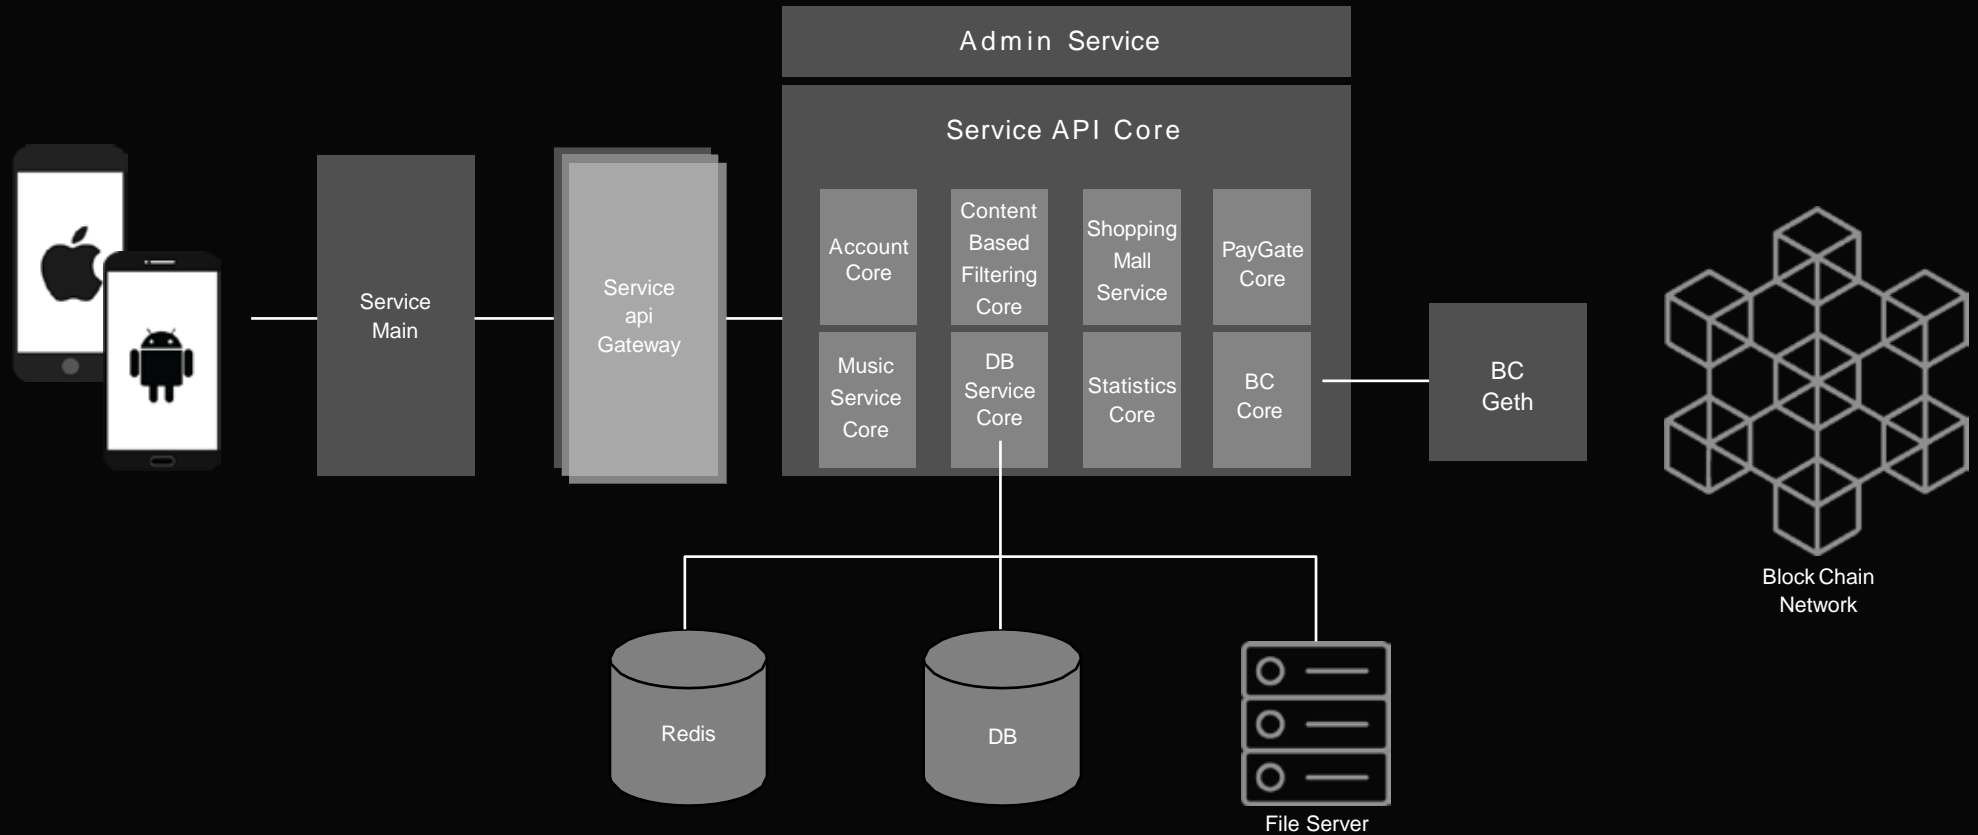 Admin Service
Service API Core
Account
Core
Content
Based
Filtering
Core
Shopping
Mall
Service
PayGate
Core
Music
Service
Core
DB
Service
Core
Statistics
Core
BC
Core
Service
Main
Service
api
Gateway
BC
Geth
Block Chain
Network
Redis
DB
File Server